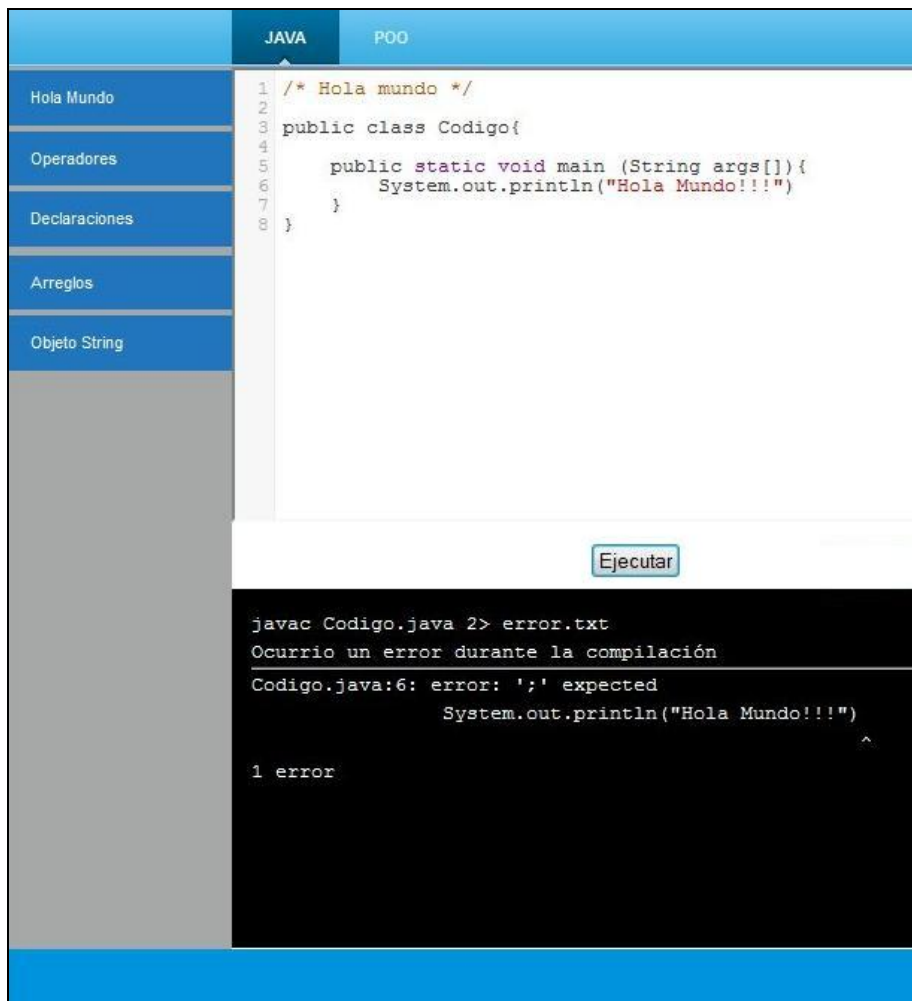 JAVA POO
Hola Mundo
Operadores
Declaraciones
Arreglos
Objeto String
1 /* Hola mundo */
2
3 public class Codigo{
4
5     public static void main (String args[]){
6         System.out.println("Hola Mundo!!!")
7     }
8 }
Ejecutar
javac Codigo.java 2> error.txt
Ocurrio un error durante la compilación
Codigo.java:6: error: ';' expected
System.out.println("Hola Mundo!!!")
^
1 error